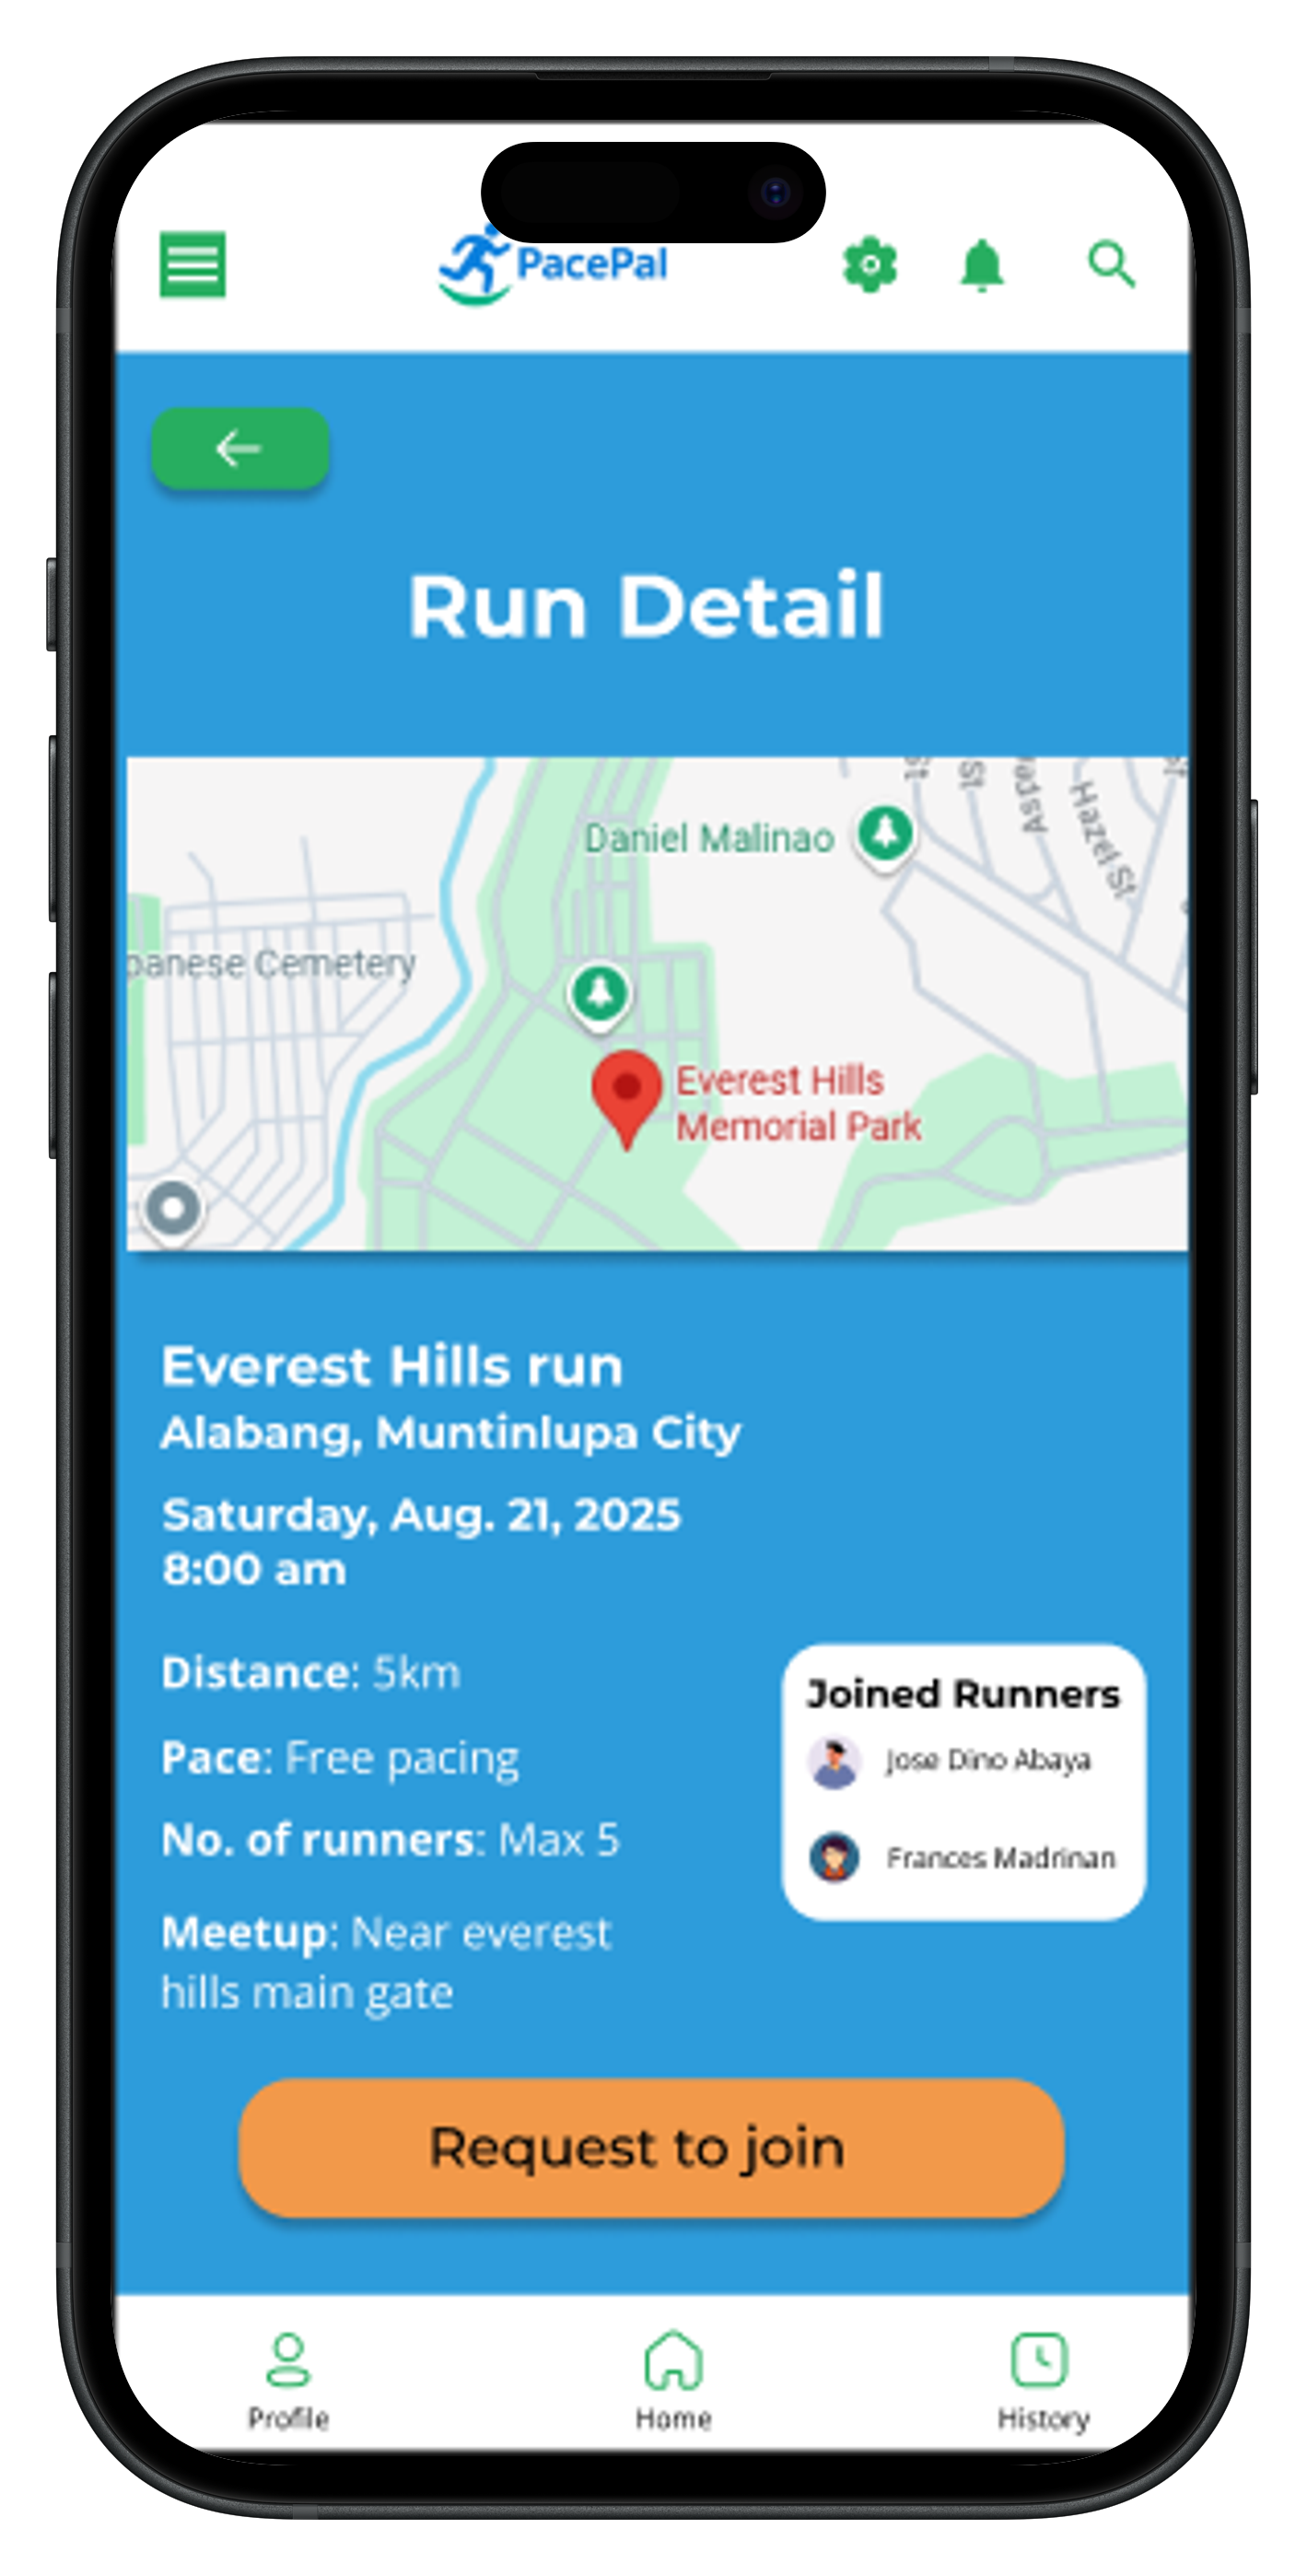 PacePal
Run Detail
St
St
Hazel St
Daniel Malinao
panese Cemetery
Everest Hills
Memorial Park
Everest Hills run
Alabang, Muntinlupa City
Saturday, Aug. 21, 2025
8:00 am
Distance: 5km
Pace: Free pacing
No. of runners: Max 5
Meetup: Near everest
hills main gate
Joined Runners
Jose Dino Abaya
Frances Madrinan
Request to join
Profile
Home
History